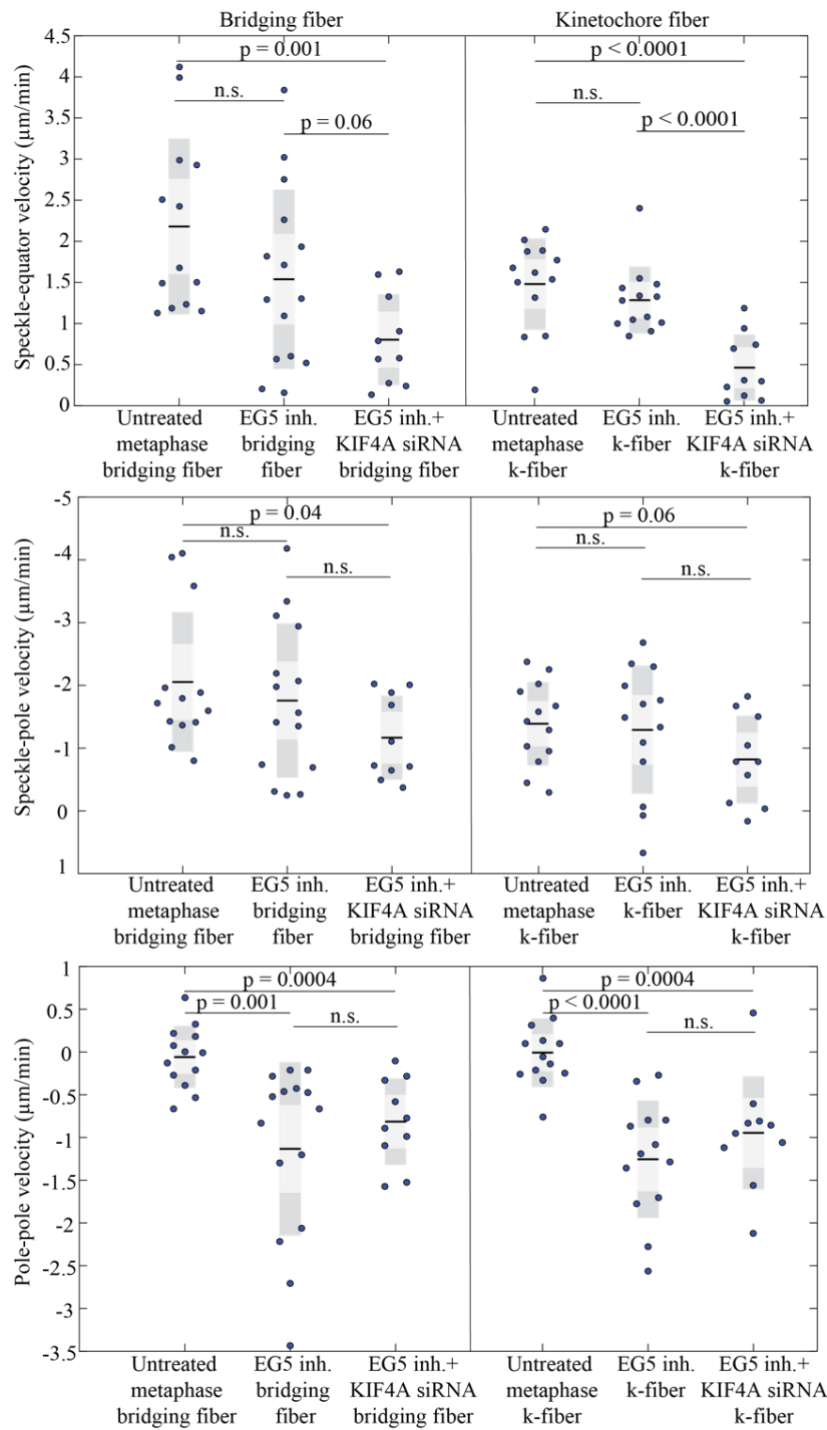 Bridging fiber
Kinetochore fiber
Speckle-equator velocity (µm/min)
4.5
4
3.5
3
2.5
2
1.5
1
0.5
0
p = 0.001
n.s.
p = 0.06
p < 0.0001
n.s.
p < 0.0001
Untreated
metaphase
bridging fiber
EG5 inh.
bridging
fiber
EG5 inh.+
KIF4A siRNA
bridging fiber
Untreated
metaphase
k-fiber
EG5 inh.
k-fiber
EG5 inh.+
KIF4A siRNA
k-fiber
Speckle-pole velocity (µm/min)
-5
-4
-3
-2
-1
0
1
p = 0.04
n.s.
n.s.
p = 0.06
n.s.
n.s.
Untreated
metaphase
bridging fiber
EG5 inh.
bridging
fiber
EG5 inh.+
KIF4A siRNA
bridging fiber
Untreated
metaphase
k-fiber
EG5 inh.
k-fiber
EG5 inh.+
KIF4A siRNA
k-fiber
Pole-pole velocity (µm/min)
1
0.5
0
-0.5
-1
-1.5
-2
-2.5
-3
-3.5
p = 0.0004
p = 0.001
n.s.
p = 0.0004
p < 0.0001
n.s.
Untreated
metaphase
bridging fiber
EG5 inh.
bridging
fiber
EG5 inh.+
KIF4A siRNA
bridging fiber
Untreated
metaphase
k-fiber
EG5 inh.
k-fiber
EG5 inh.+
KIF4A siRNA
k-fiber